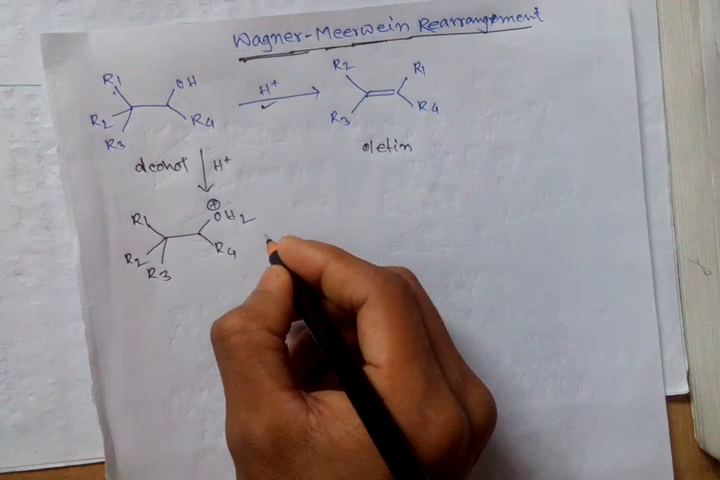 Wagner-Meerwein Rearrangement
R1 OH R2 R3 R4 H+ R2 R1 R3 R4
alcohol H+ olefin
R1 ⊕ OH2 R2 R3 R4